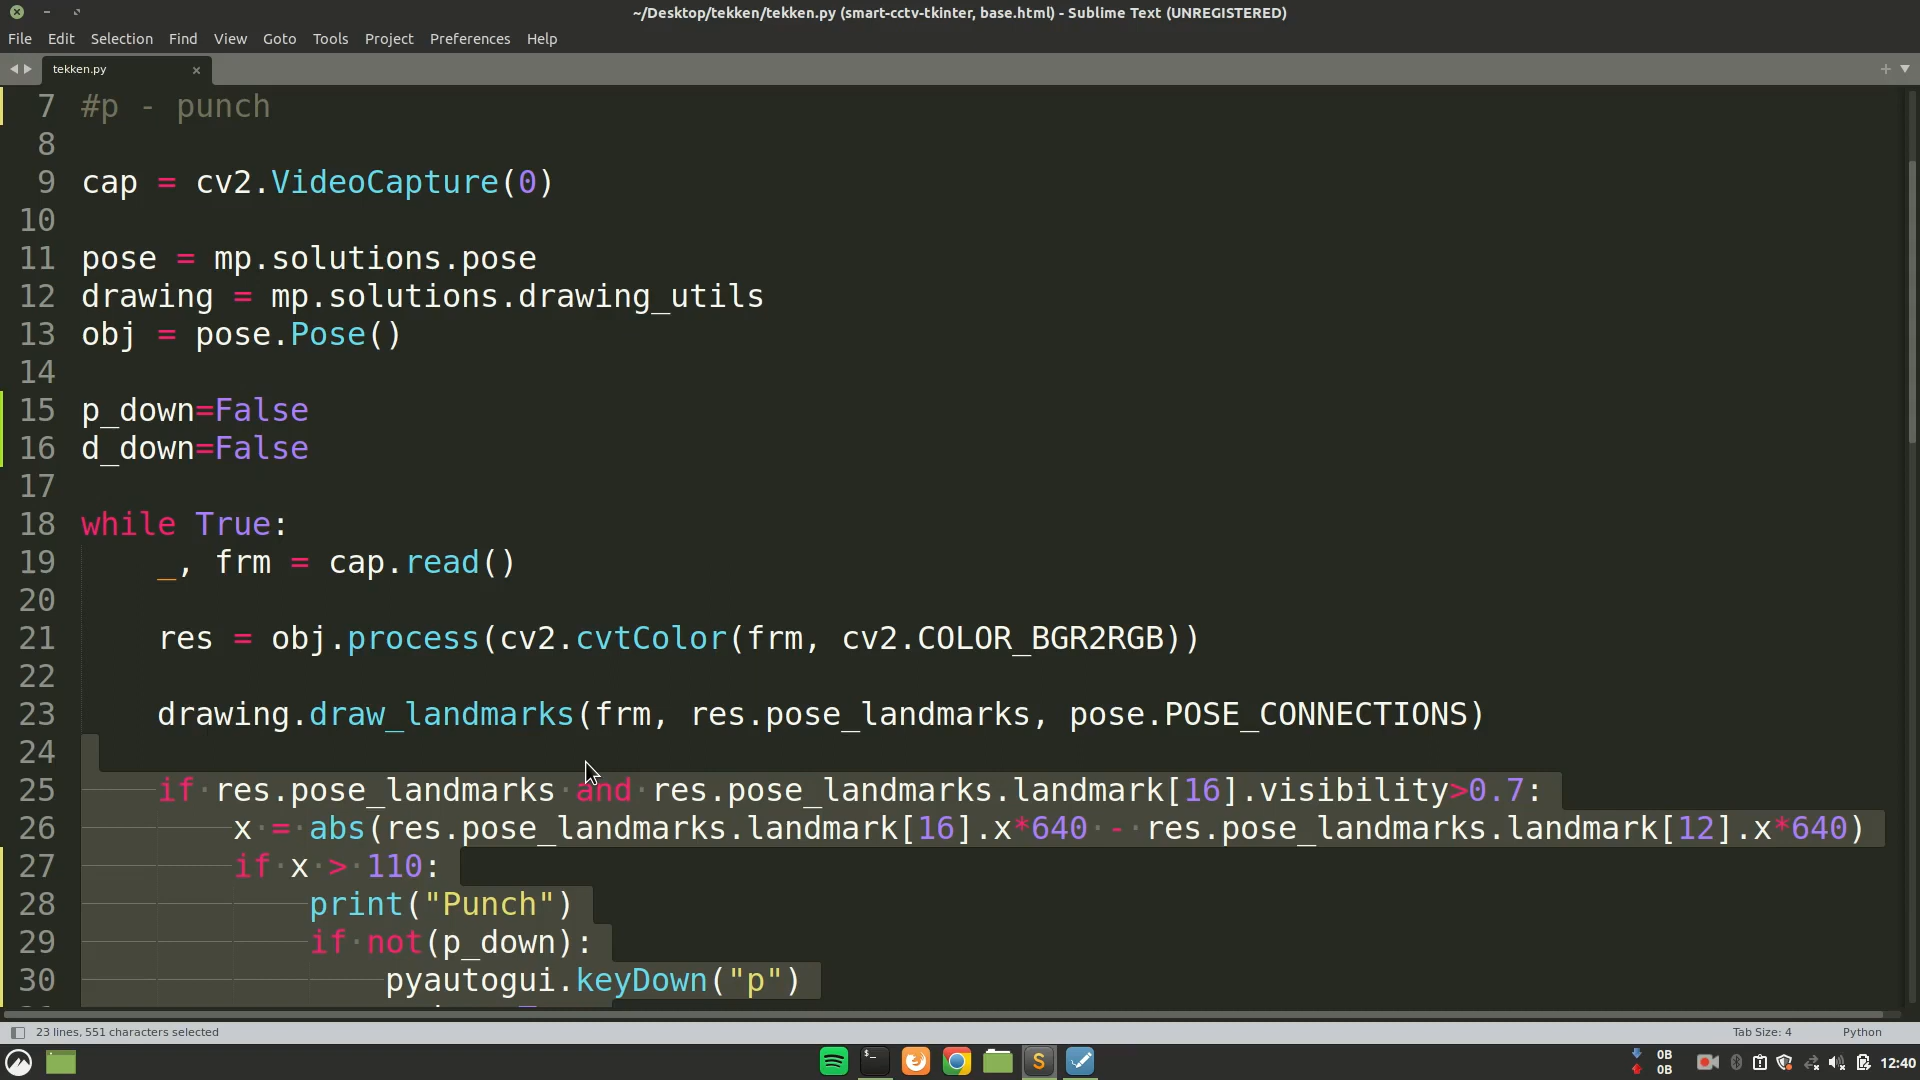 ~/Desktop/tekken/tekken.py (smart-cctv-tkinter, base.html) - Sublime Text (UNREGISTERED)
File Edit Selection Find View Goto Tools Project Preferences Help
tekken.py
7 #p - punch
8
9 cap = cv2.VideoCapture(0)
10
11 pose = mp.solutions.pose
12 drawing = mp.solutions.drawing_utils
13 obj = pose.Pose()
14
15 p_down=False
16 d_down=False
17
18 while True:
19 _, frm = cap.read()
20
21 res = obj.process(cv2.cvtColor(frm, cv2.COLOR_BGR2RGB))
22
23 drawing.draw_landmarks(frm, res.pose_landmarks, pose.POSE_CONNECTIONS)
24
25 if res.pose_landmarks and res.pose_landmarks.landmark[16].visibility>0.7:
26 x = abs(res.pose_landmarks.landmark[16].x*640 - res.pose_landmarks.landmark[12].x*640)
27 if x > 110:
28 print("Punch")
29 if not(p_down):
30 pyautogui.keyDown("p")
23 lines, 551 characters selected
Tab Size: 4 Python
0B
0B
12:40